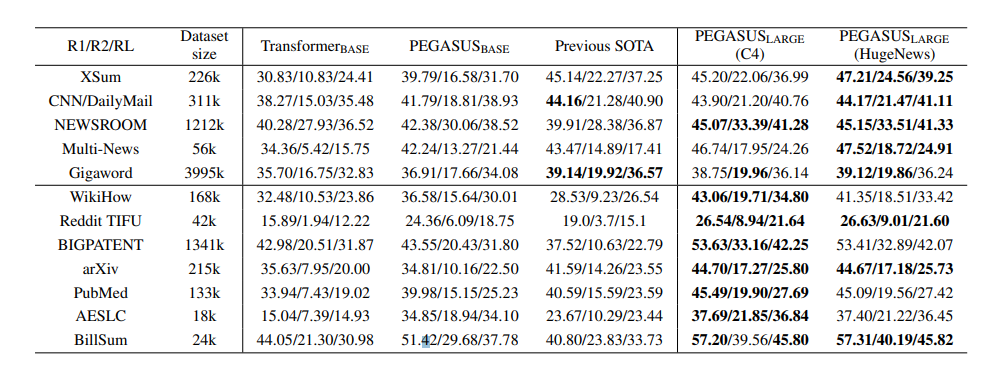 R1/R2/RL Dataset size Transformer_BASE PEGASUS_BASE Previous SOTA PEGASUS_LARGE (C4) PEGASUS_LARGE (HugeNews)
XSum 226k 30.83/10.83/24.41 39.79/16.58/31.70 45.14/22.27/37.25 45.20/22.06/36.99 47.21/24.56/39.25
CNN/DailyMail 311k 38.27/15.03/35.48 41.79/18.81/38.93 44.16/21.28/40.90 43.90/21.20/40.76 44.17/21.47/41.11
NEWSROOM 1212k 40.28/27.93/36.52 42.38/30.06/38.52 39.91/28.38/36.87 45.07/33.39/41.28 45.15/33.51/41.33
Multi-News 56k 34.36/5.42/15.75 42.24/13.27/21.44 43.47/14.89/17.41 46.74/17.95/24.26 47.52/18.72/24.91
Gigaword 3995k 35.70/16.75/32.83 36.91/17.66/34.08 39.14/19.92/36.57 38.75/19.96/36.14 39.12/19.86/36.24
WikiHow 168k 32.48/10.53/23.86 36.58/15.64/30.01 28.53/9.23/26.54 43.06/19.71/34.80 41.35/18.51/33.42
Reddit TIFU 42k 15.89/1.94/12.22 24.36/6.09/18.75 19.0/3.7/15.1 26.54/8.94/21.64 26.63/9.01/21.60
BIGPATENT 1341k 42.98/20.51/31.87 43.55/20.43/31.80 37.52/10.63/22.79 53.63/33.16/42.25 53.41/32.89/42.07
arXiv 215k 35.63/7.95/20.00 34.81/10.16/22.50 41.59/14.26/23.55 44.70/17.27/25.80 44.67/17.18/25.73
PubMed 133k 33.94/7.43/19.02 39.98/15.15/25.23 40.59/15.59/23.59 45.49/19.90/27.69 45.09/19.56/27.42
AESLC 18k 15.04/7.39/14.93 34.85/18.94/34.10 23.67/10.29/23.44 37.69/21.85/36.84 37.40/21.22/36.45
BillSum 24k 44.05/21.30/30.98 51.42/29.68/37.78 40.80/23.83/33.73 57.20/39.56/45.80 57.31/40.19/45.82